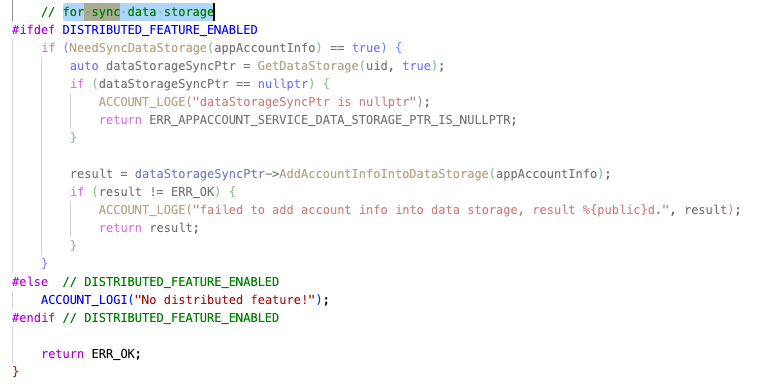 // for sync data storage
#ifdef DISTRIBUTED_FEATURE_ENABLED
    if (NeedSyncDataStorage(appAccountInfo) == true) {
        auto dataStorageSyncPtr = GetDataStorage(uid, true);
        if (dataStorageSyncPtr == nullptr) {
            ACCOUNT_LOGE("dataStorageSyncPtr is nullptr");
            return ERR_APPACCOUNT_SERVICE_DATA_STORAGE_PTR_IS_NULLPTR;
        }

        result = dataStorageSyncPtr->AddAccountInfoIntoDataStorage(appAccountInfo);
        if (result != ERR_OK) {
            ACCOUNT_LOGE("failed to add account info into data storage, result %{public}d.", result);
            return result;
        }
    }
#else  // DISTRIBUTED_FEATURE_ENABLED
    ACCOUNT_LOGI("No distributed feature!");
#endif // DISTRIBUTED_FEATURE_ENABLED

    return ERR_OK;
}